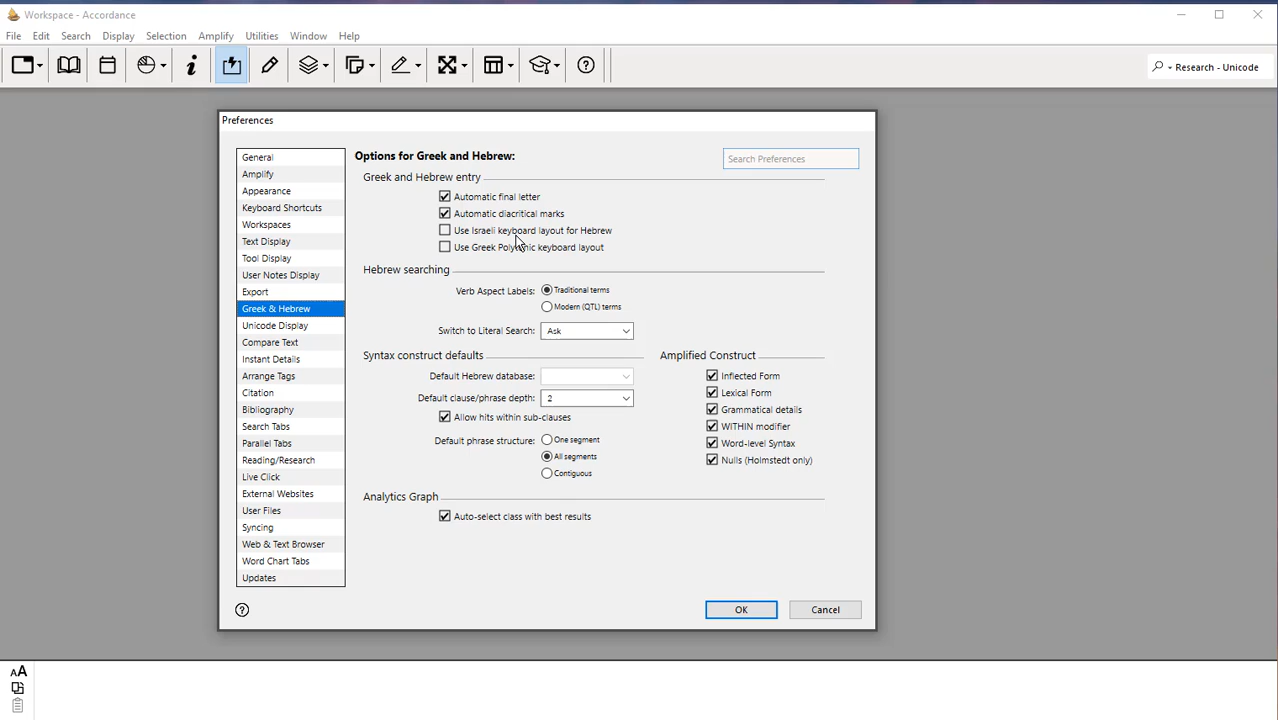 Workspace - Accordance
File Edit Search Display Selection Amplify Utilities Window Help
Research - Unicode
Preferences
General
Amplify
Appearance
Keyboard Shortcuts
Workspaces
Text Display
Tool Display
User Notes Display
Export
Greek & Hebrew
Unicode Display
Compare Text
Instant Details
Arrange Tags
Citation
Bibliography
Search Tabs
Parallel Tabs
Reading/Research
Live Click
External Websites
User Files
Syncing
Web & Text Browser
Word Chart Tabs
Updates
Options for Greek and Hebrew:
Search Preferences
Greek and Hebrew entry
Automatic final letter
Automatic diacritical marks
Use Israeli keyboard layout for Hebrew
Use Greek Polytonic keyboard layout
Hebrew searching
Verb Aspect Labels: Traditional terms
Modern (QTL) terms
Switch to Literal Search: Ask
Syntax construct defaults
Default Hebrew database:
Default clause/phrase depth: 2
Allow hits within sub-clauses
Default phrase structure: One segment
All segments
Contiguous
Amplified Construct
Inflected Form
Lexical Form
Grammatical details
WITHIN modifier
Word-level Syntax
Nulls (Holmstedt only)
Analytics Graph
Auto-select class with best results
OK Cancel
AA